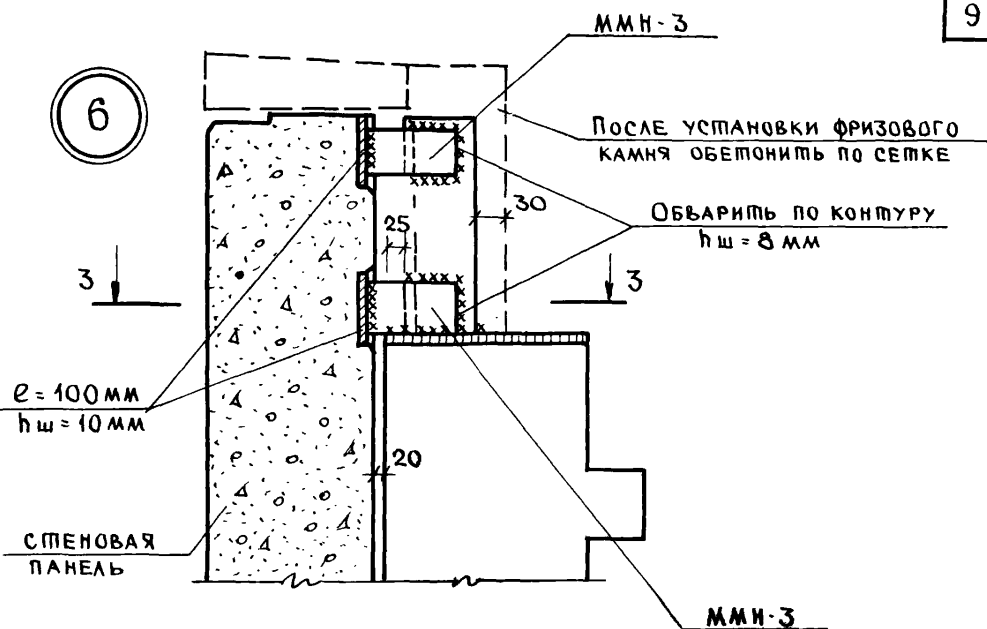 ММН-3
9
6
После установки фризового
камня обетонить по сетке
30
Обварить по контуру
hш = 8 мм
25
3
3
ℓ = 100 мм
hш = 10 мм
20
стеновая
панель
ММН-3